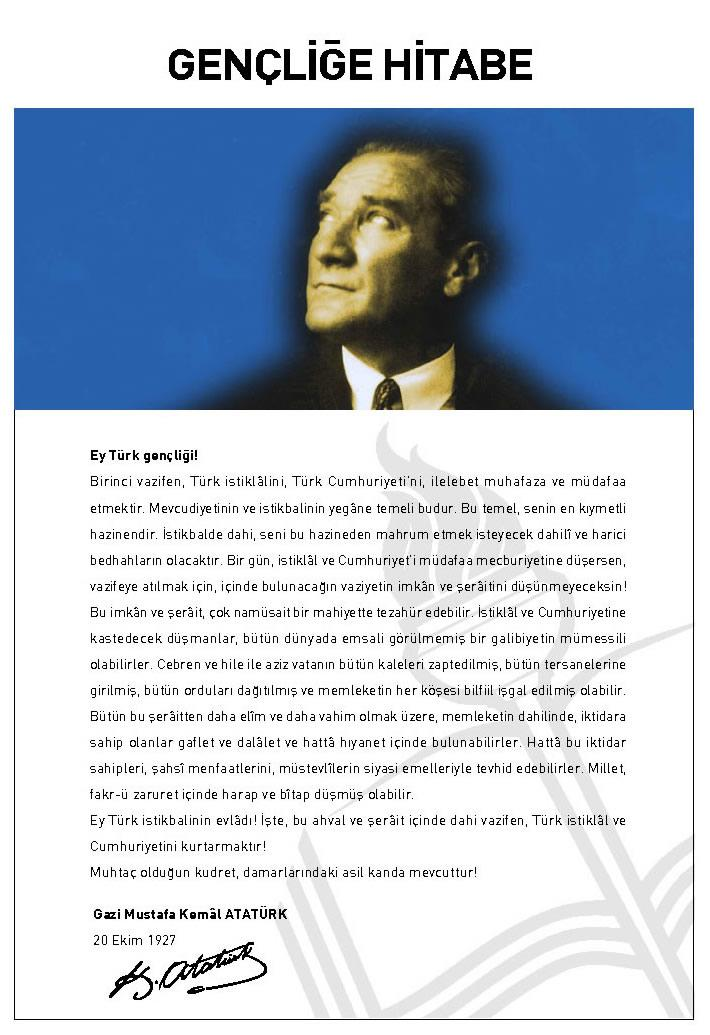 GENÇLİĞE HİTABE
Ey Türk gençliği!
Birinci vazifen, Türk istiklâlini, Türk Cumhuriyeti'ni, ilelebet muhafaza ve müdafaa
etmektir. Mevcudiyetinin ve istikbalinin yegâne temeli budur. Bu temel, senin en kıymetli
hazinendir. İstikbalde dahi, seni bu hazineden mahrum etmek isteyecek dahilî ve harici
bedhahların olacaktır. Bir gün, istiklâl ve Cumhuriyet'i müdafaa mecburiyetine düşersen,
vazifeye atılmak için, içinde bulunacağın vaziyetin imkân ve şerâitini düşünmeyeceksin!
Bu imkân ve şerâit, çok namüsait bir mahiyette tezahür edebilir. İstiklâl ve Cumhuriyetine
kastedecek düşmanlar, bütün dünyada emsali görülmemiş bir galibiyetin mümessili
olabilirler. Cebren ve hile ile aziz vatanın bütün kaleleri zaptedilmiş, bütün tersanelerine
girilmiş, bütün orduları dağıtılmış ve memleketin her köşesi bilfiil işgal edilmiş olabilir.
Bütün bu şerâitten daha elîm ve daha vahim olmak üzere, memleketin dahilinde, iktidara
sahip olanlar gaflet ve dalâlet ve hattâ hıyanet içinde bulunabilirler. Hattâ bu iktidar
sahipleri, şahsî menfaatlerini, müstevlîlerin siyasi emelleriyle tevhid edebilirler. Millet,
fakr-ü zaruret içinde harap ve bîtap düşmüş olabilir.
Ey Türk istikbalinin evlâdı! İşte, bu ahval ve şerâit içinde dahi vazifen, Türk istiklâl ve
Cumhuriyetini kurtarmaktır!
Muhtaç olduğun kudret, damarlarındaki asil kanda mevcuttur!
Gazi Mustafa Kemâl ATATÜRK
20 Ekim 1927
K. Atatürk